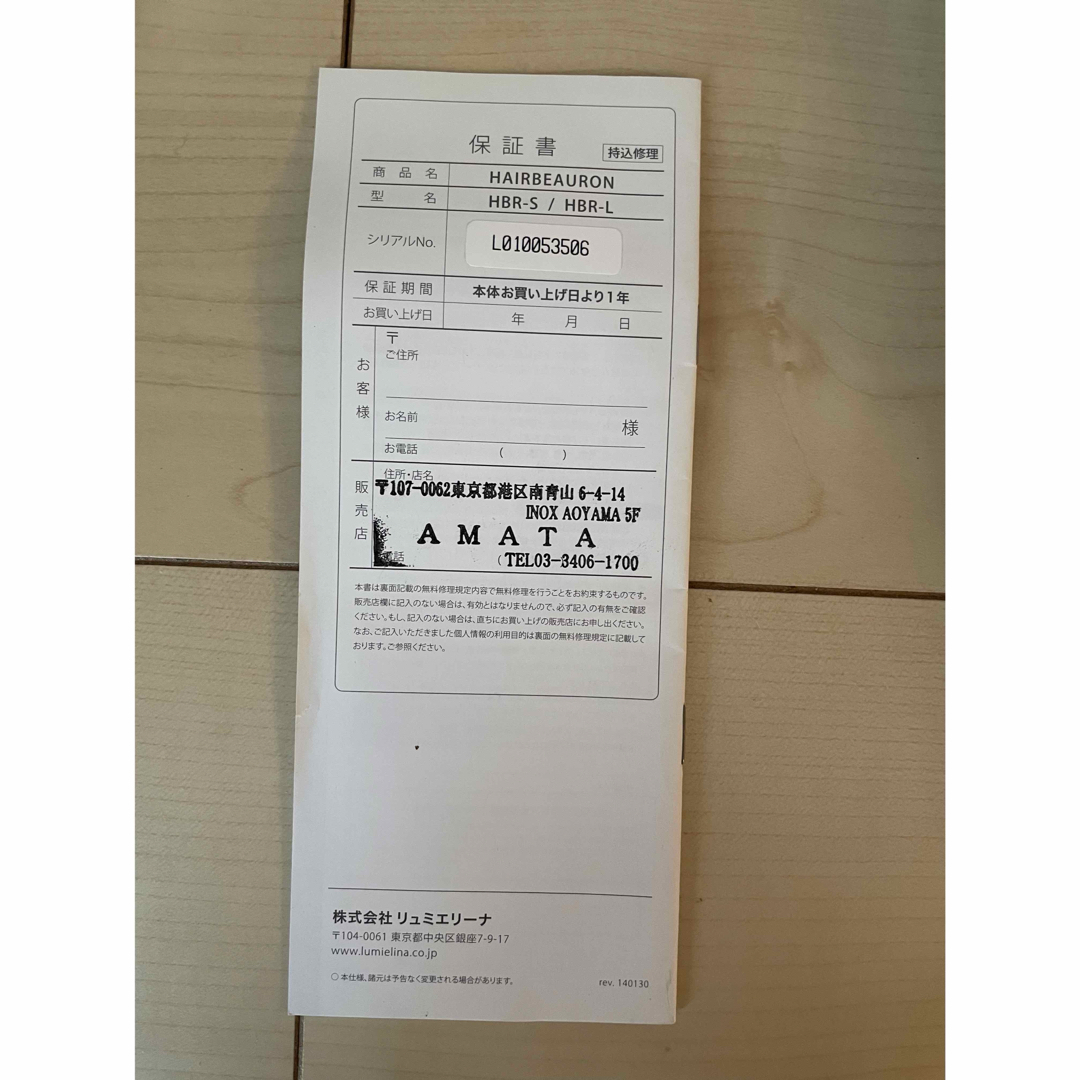 保証書
持込修理
商品名 HAIRBEAURON
型名 HBR-S / HBR-L
シリアルNo. L010053506
保証期間 本体お買い上げ日より1年
お買い上げ日 年 月 日
お客様
〒
ご住所
お名前 様
お電話 ( )
販売店
住所・店名
〒107-0062東京都港区南青山 6-4-14
INOX AOYAMA 5F
AMATA
電話 (TEL03-3406-1700
本書は裏面記載の無料修理規定内容で無料修理を行うことをお約束するものです。
販売店欄に記入のない場合は、有効とはなりませんので、必ず記入の有無をご確認
ください。もし、記入のない場合は、直ちにお買い上げの販売店にお申し出ください。
なお、ご記入いただきました個人情報の利用目的は裏面の無料修理規定に記載して
おります。ご参照ください。
株式会社 リュミエリーナ
〒104-0061 東京都中央区銀座7-9-17
www.lumielina.co.jp
○ 本仕様、諸元は予告なく変更される場合があります。
rev. 140130